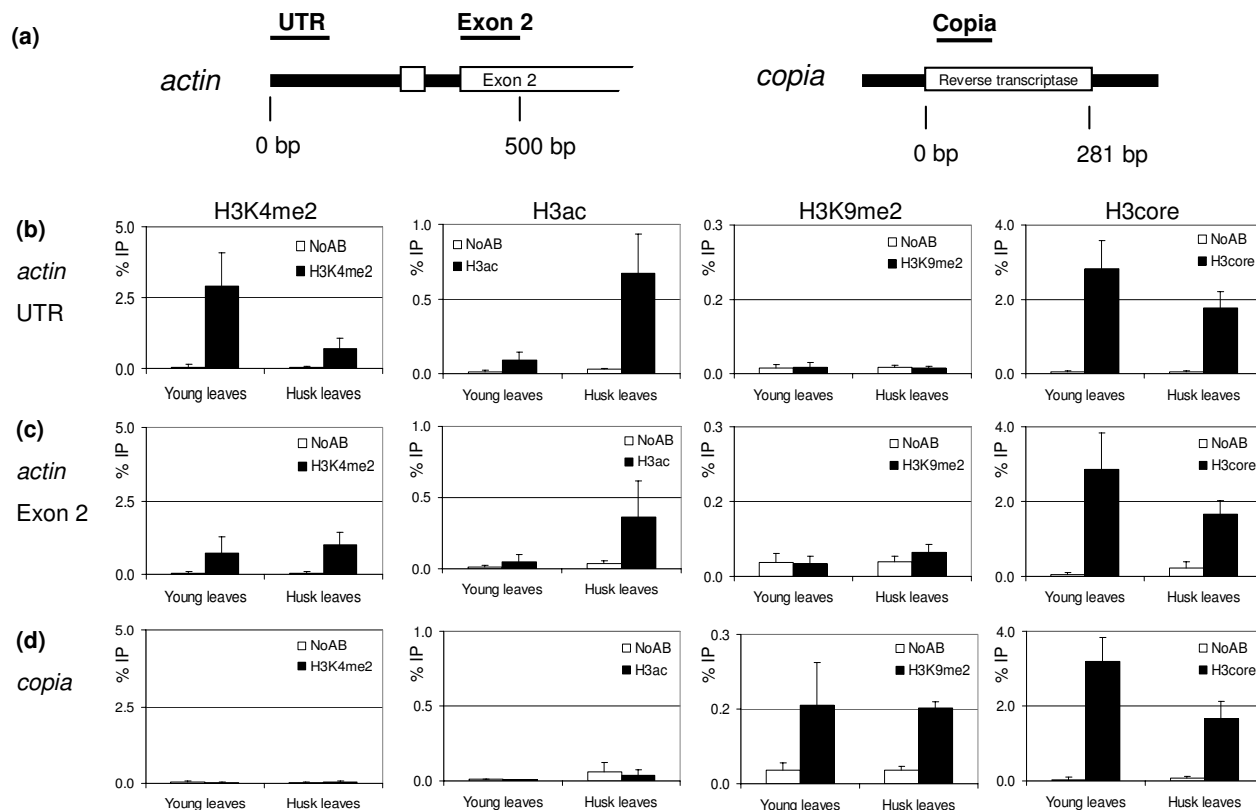 (a)
UTR
Exon 2
Copia
actin
Exon 2
copia
Reverse transcriptase
0 bp
500 bp
0 bp
281 bp
H3K4me2
H3ac
H3K9me2
H3core
(b)
actin
UTR
% IP
5.0
2.5
0.0
NoAB
H3K4me2
Young leaves
Husk leaves
% IP
1.0
0.5
0.0
NoAB
H3ac
Young leaves
Husk leaves
% IP
0.3
0.2
0.0
NoAB
H3K9me2
Young leaves
Husk leaves
% IP
4.0
2.0
0.0
NoAB
H3core
Young leaves
Husk leaves
(c)
actin
Exon 2
% IP
5.0
2.5
0.0
NoAB
H3K4me2
Young leaves
Husk leaves
% IP
1.0
0.5
0.0
NoAB
H3ac
Young leaves
Husk leaves
% IP
0.3
0.2
0.0
NoAB
H3K9me2
Young leaves
Husk leaves
% IP
4.0
2.0
0.0
NoAB
H3core
Young leaves
Husk leaves
(d)
copia
% IP
5.0
2.5
0.0
NoAB
H3K4me2
Young leaves
Husk leaves
% IP
1.0
0.5
0.0
NoAB
H3ac
Young leaves
Husk leaves
% IP
0.3
0.2
0.0
NoAB
H3K9me2
Young leaves
Husk leaves
% IP
4.0
2.0
0.0
NoAB
H3core
Young leaves
Husk leaves